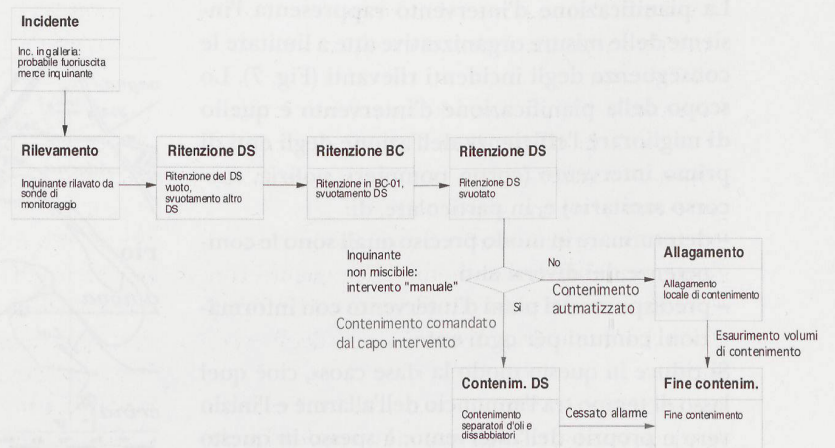 Incidente
Inc. in galleria:
probabile fuoriuscita
merce inquinante
Rilevamento
Inquinante rilavato da
sonde di
monitoraggio
Ritenzione DS
Ritenzione del DS
vuoto,
svuotamento altro
DS
Ritenzione BC
Ritenzione in BC-01,
svuotamento DS
Ritenzione DS
Ritenzione DS
svuotato
Inquinante
non miscibile:
intervento "manuale"
No
Contenimento
autmatizzato
SI
Contenimento comandato
dal capo intervento
Allagamento
Allagamento
locale di contenimento
Esaurimento volumi
di contenimento
Contenim. DS
Contenimento
separatori d'oli e
dissabbiatori
Cessato allarme
Fine contenim.
Fine contenimento